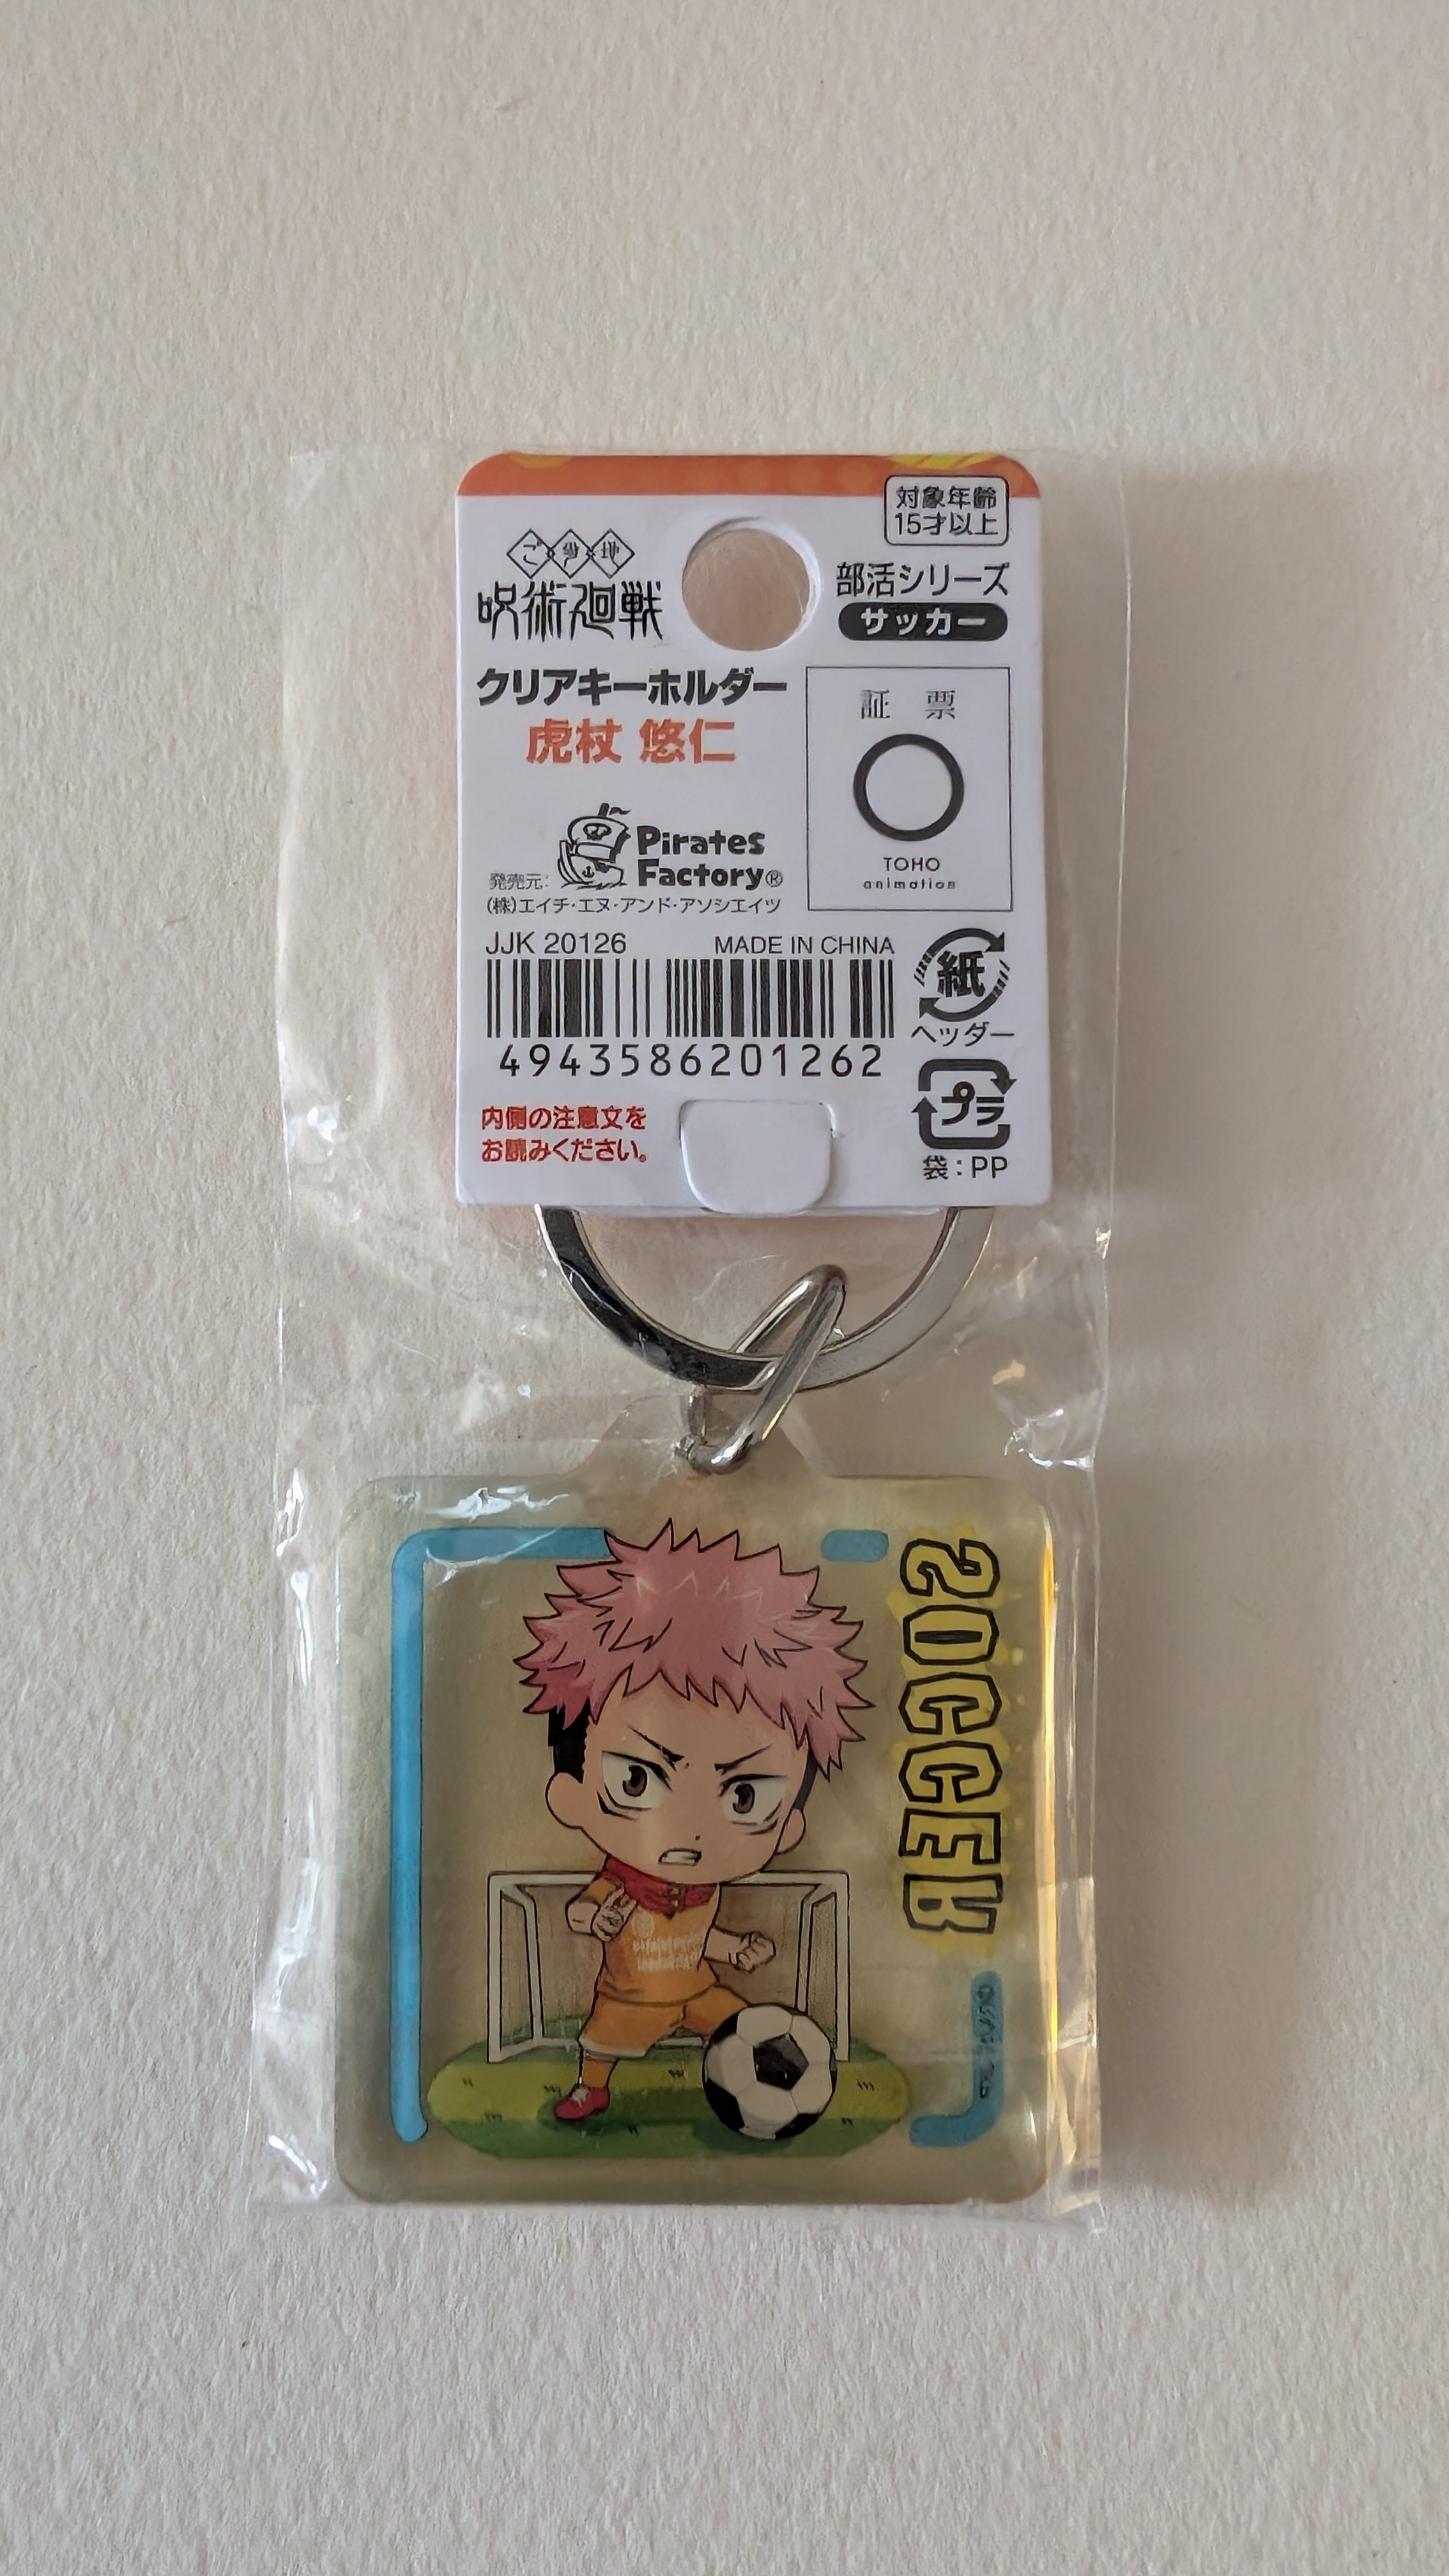 対象年齢
15才以上
ご当地
呪術廻戦
部活シリーズ
サッカー
クリアキーホルダー
虎杖 悠仁
証 票
TOHO
animation
Pirates
Factory®
発売元:
(株)エイチ・エヌ・アンド・アソシエイツ
JJK 20126
MADE IN CHINA
4943586201262
紙
ヘッダー
プラ
袋:PP
内側の注意文を
お読みください。
SOCCER